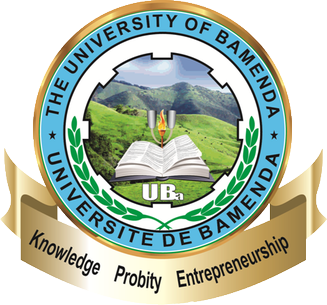 THE UNIVERSITY OF BAMENDA
UBa
UNIVERSITE DE BAMENDA
Knowledge Probity Entrepreneurship